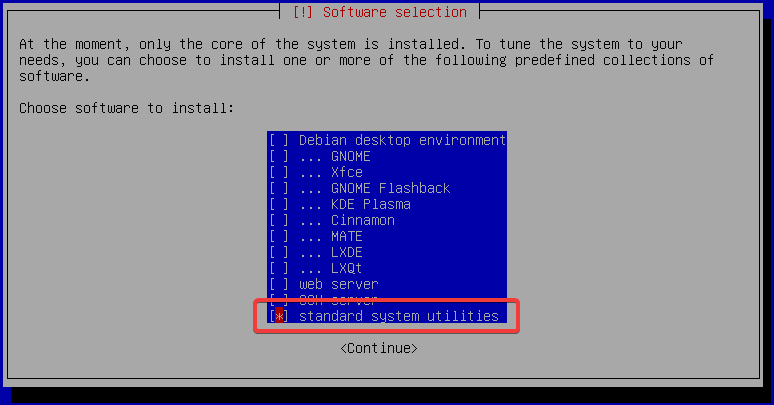 [!] Software selection
At the moment, only the core of the system is installed. To tune the system to your
needs, you can choose to install one or more of the following predefined collections of
software.
Choose software to install:
[ ] Debian desktop environment
[ ] ... GNOME
[ ] ... Xfce
[ ] ... GNOME Flashback
[ ] ... KDE Plasma
[ ] ... Cinnamon
[ ] ... MATE
[ ] ... LXDE
[ ] ... LXQt
[ ] web server
[ ] SSH server
[*] standard system utilities
<Continue>